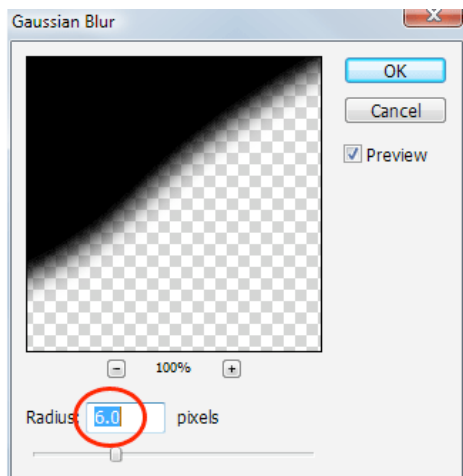 Gaussian Blur
OK
Cancel
Preview
100%
Radius: 6.0 pixels